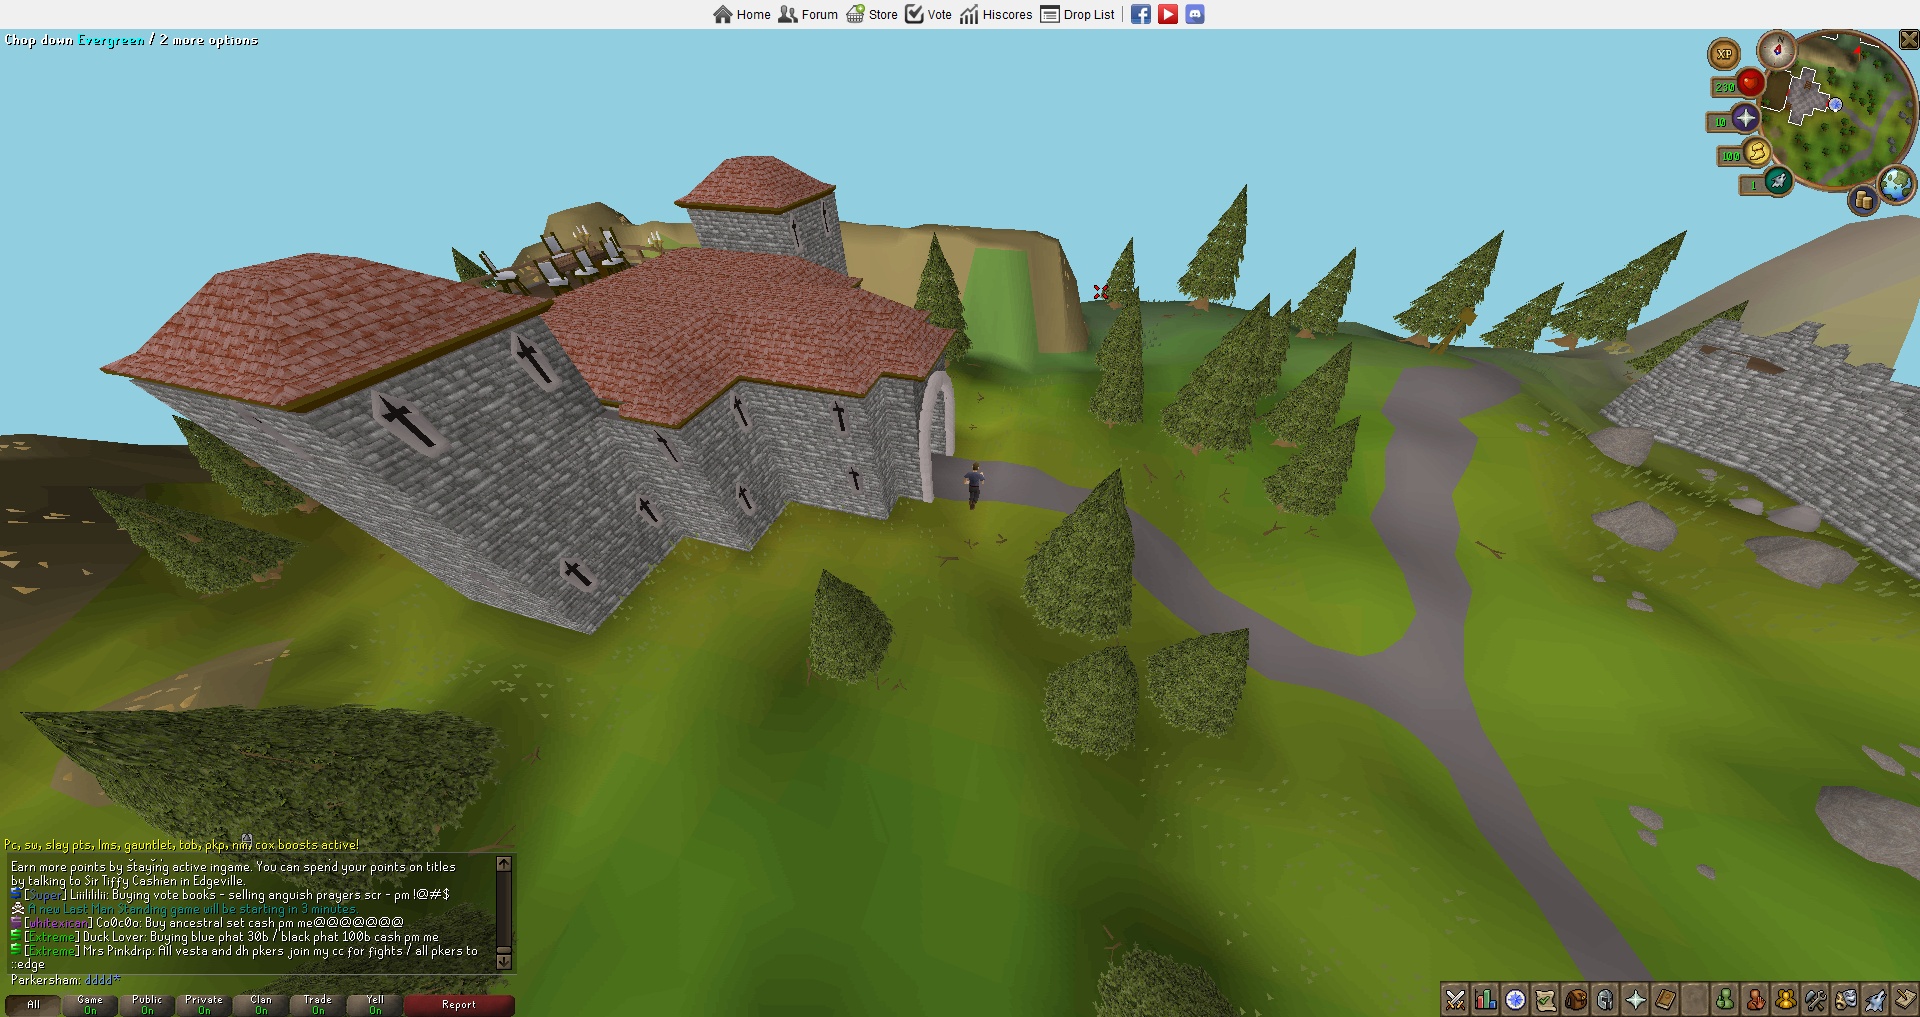 Home Forum Store Vote Hiscores Drop List
Chop down Evergreen / 2 more options
XP
N
230
10
100
1
Pc, sw, slay pts, lms, gauntlet, tob, pkp, nm, cox boosts active!
Earn more points by staying active ingame. You can spend your points on titles
by talking to Sir Tiffy Cashien in Edgeville.
[Super] Liilililii: Buying vote books - selling anguish prayers scr - pm !@#$
A new Last Man Standing game will be starting in 3 minutes.
[whitexican] Co0c0o: Buy ancestral set cash pm me@@@@@@@
[Extreme] Duck Lover: Buying blue phat 30b / black phat 100b cash pm me
[Extreme] Mrs Pinkdrip: All vesta and dh pkers join my cc for fights / all pkers to
::edge
Parkersham: dddd*
All Game On Public On Private On Clan On Trade On Yell On Report